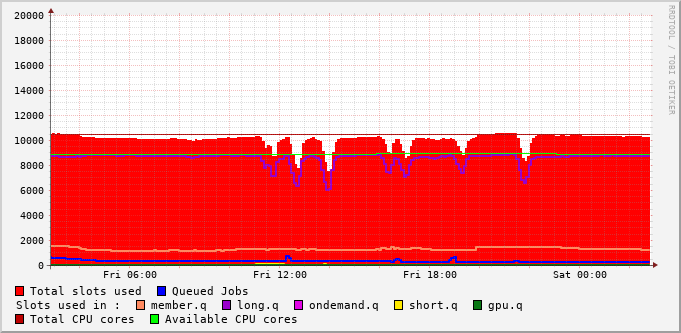 RRDTOOL / TOBI OETIKER
20000
18000
16000
14000
12000
10000
8000
6000
4000
2000
0
Fri 06:00 Fri 12:00 Fri 18:00 Sat 00:00
Total slots used Queued Jobs
Slots used in : member.q long.q ondemand.q short.q gpu.q
Total CPU cores Available CPU cores